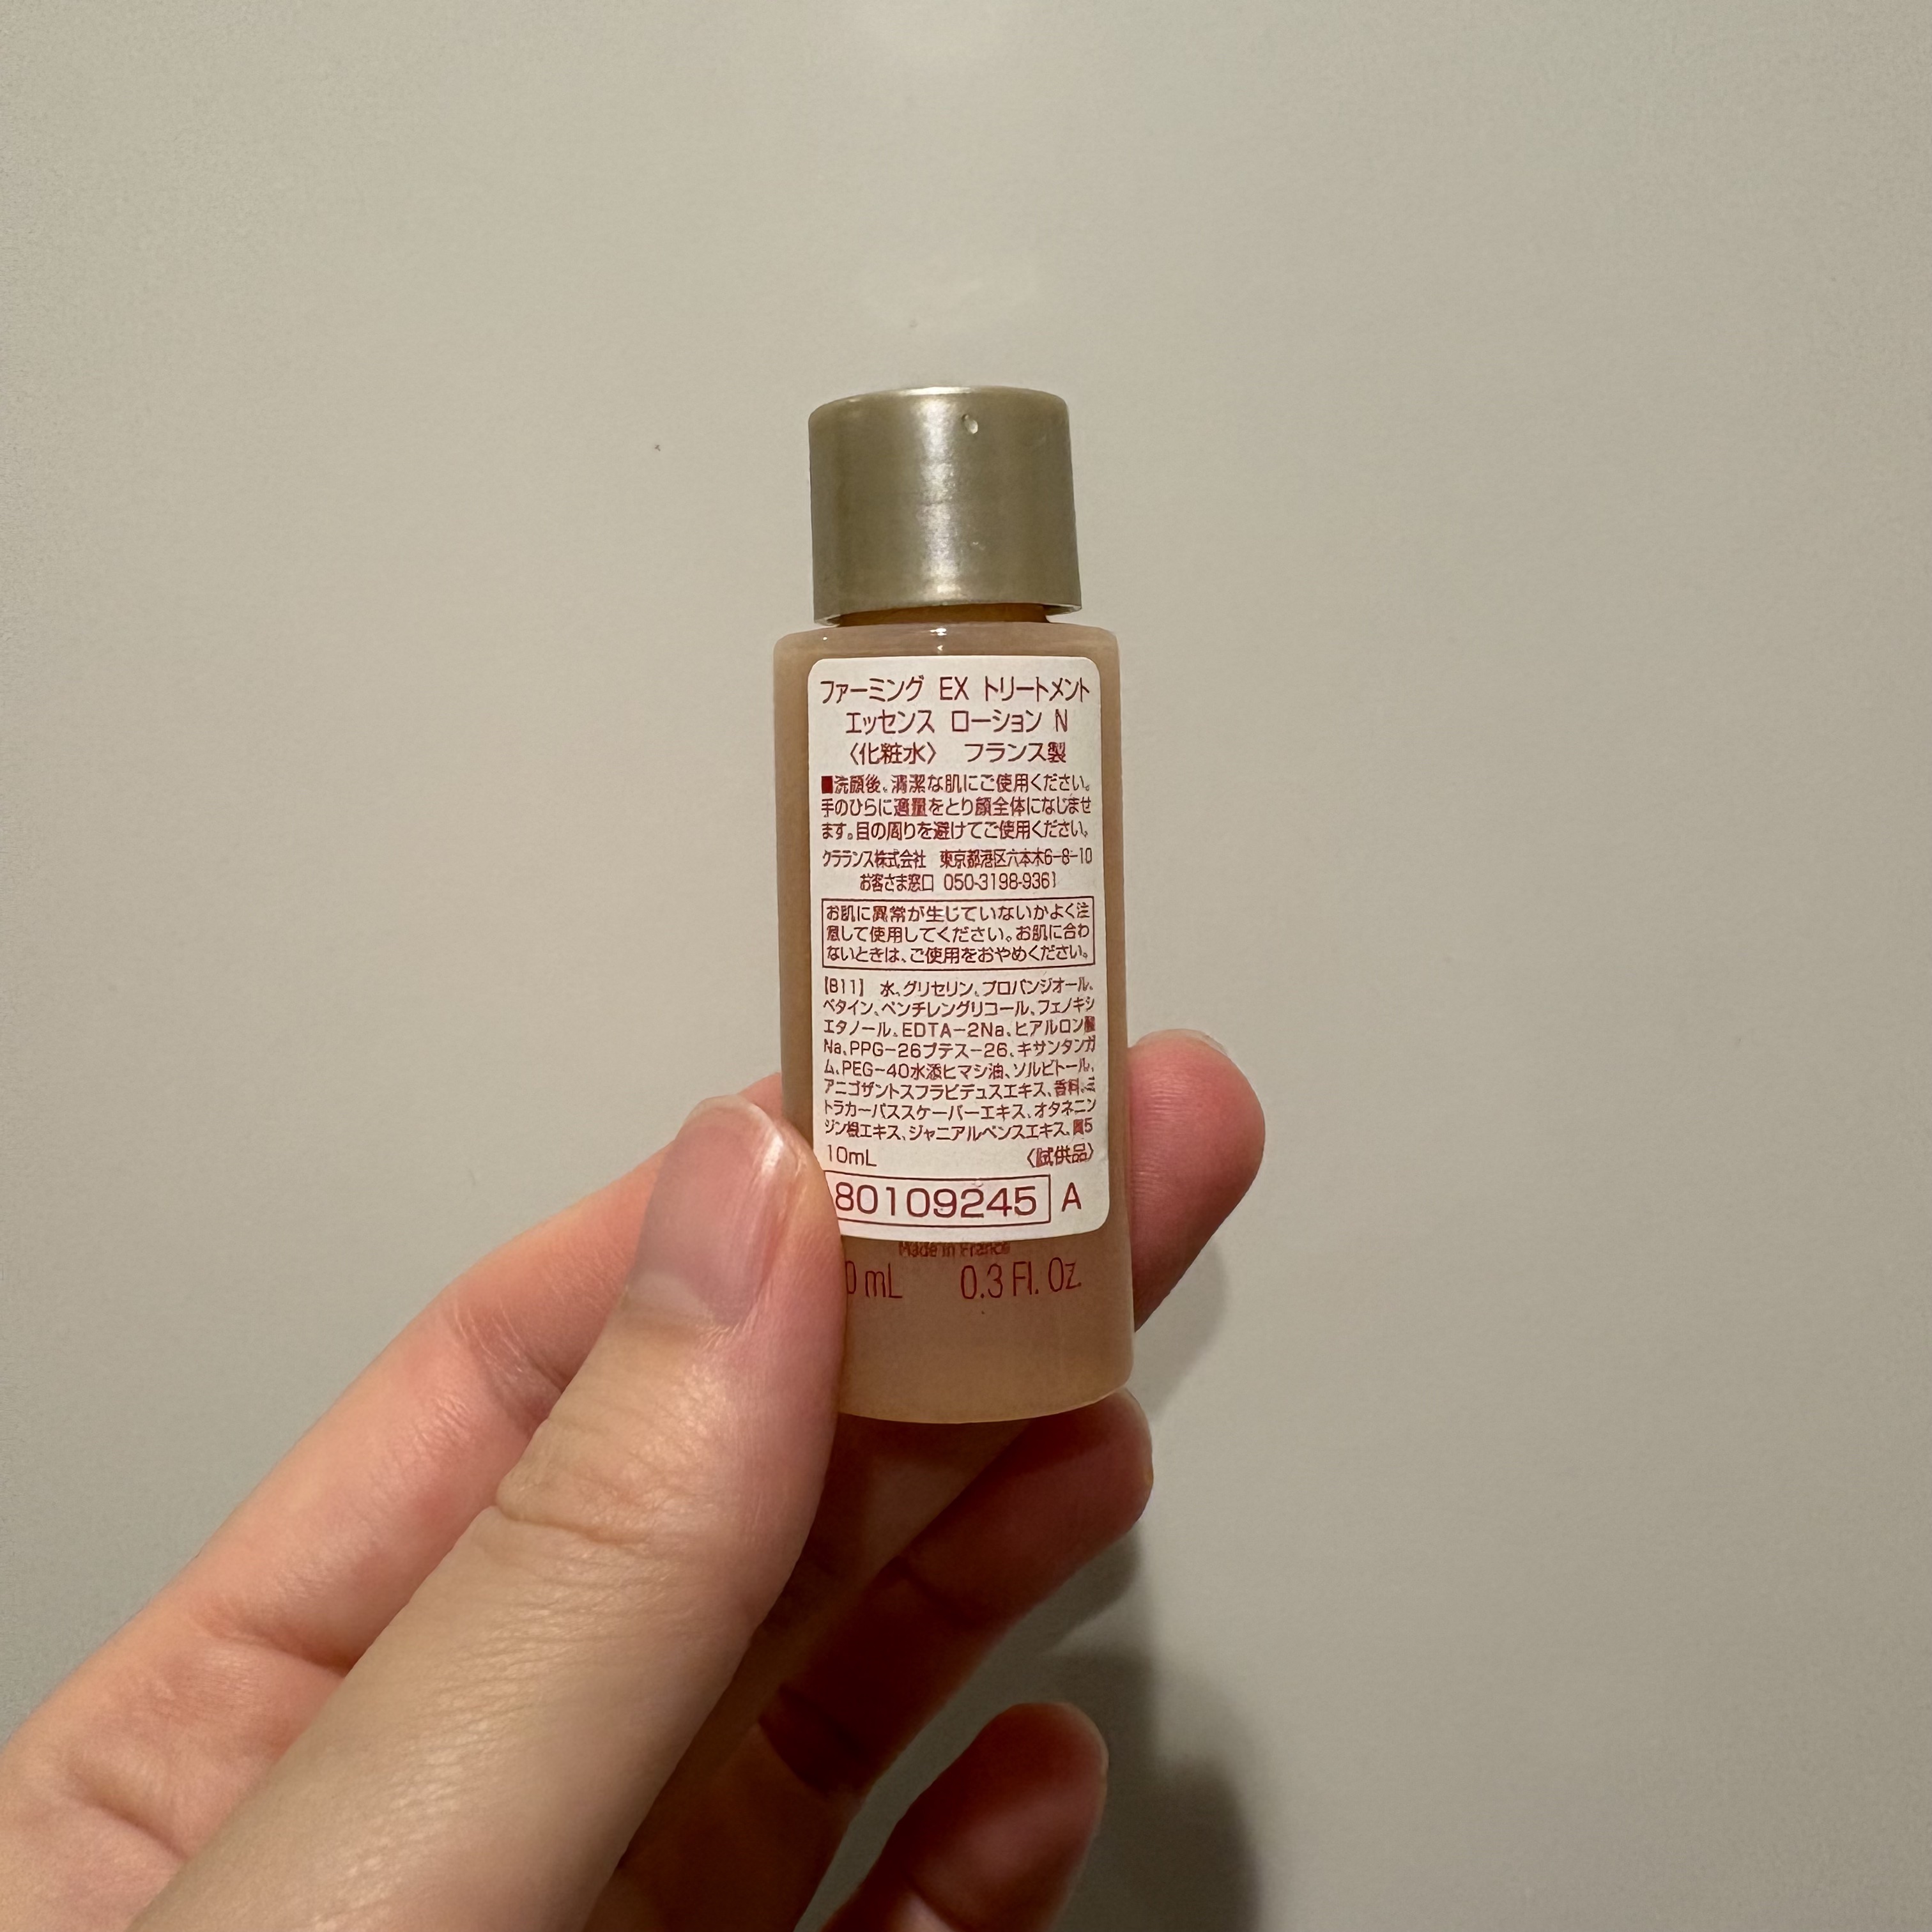 ファーミング EX トリートメント
エッセンス ローション N
〈化粧水〉 フランス製
■洗顔後、清潔な肌にご使用ください。
手のひらに適量をとり顔全体になじませ
ます。目の周りを避けてご使用ください。
クラランス株式会社 東京都港区六本木6-8-10
お客さま窓口 050-3198-9361
お肌に異常が生じていないかよく注
意して使用してください。お肌に合わ
ないときは、ご使用をおやめください。
【B11】 水、グリセリン、プロパンジオール、
ベタイン、ペンチレングリコール、フェノキシ
エタノール、EDTA-2Na、ヒアルロン酸
Na、PPG-26ブテス-26、キサンタンガ
ム、PEG-40水添ヒマシ油、ソルビトール、
アニゴザントスフラビデュスエキス、香料、ミ
トラカーパススケーバーエキス、オタネニン
ジン根エキス、ジャニアルベンスエキス、
10mL 〈試供品〉
80109245 A
Made in France
0 mL 0.3 Fl. Oz.